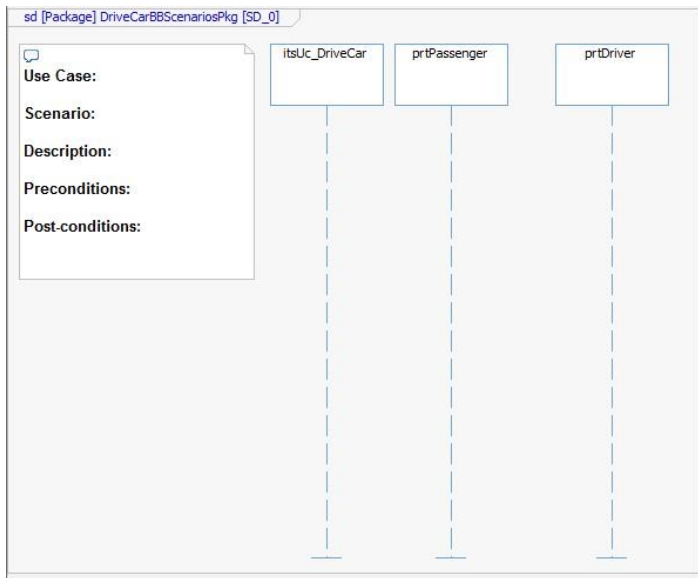 sd [Package] DriveCarBBScenariosPkg [SD_0]
Use Case:
Scenario:
Description:
Preconditions:
Post-conditions:
itsUc_DriveCar
prtPassenger
prtDriver